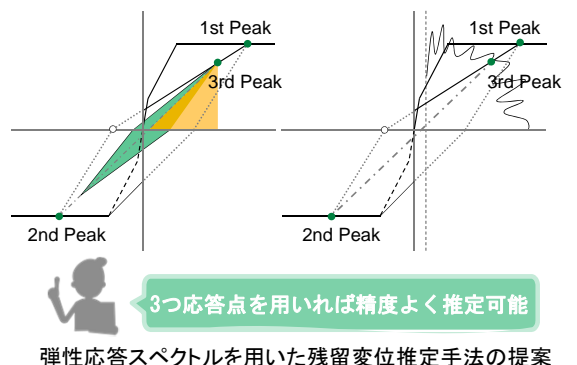 1st Peak
3rd Peak
2nd Peak
1st Peak
3rd Peak
2nd Peak
3つ応答点を用いれば精度よく推定可能
弾性応答スペクトルを用いた残留変位推定手法の提案